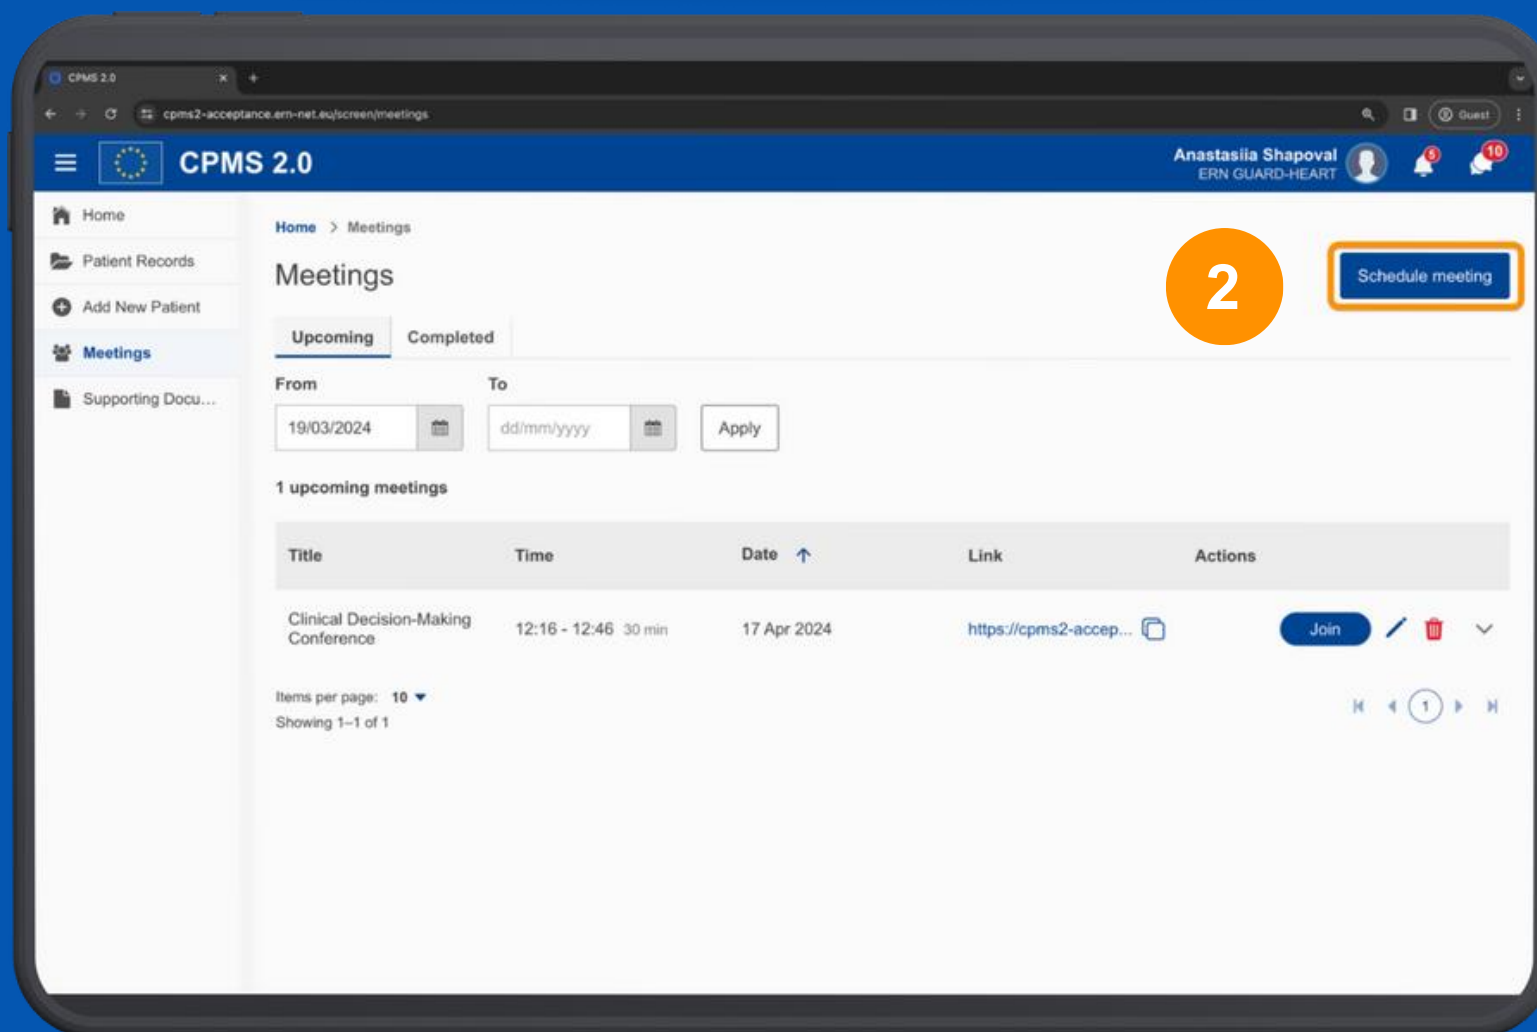 CPMS 2.0
cpms2-acceptance.ern-net.eu/screen/meetings
Guest
CPMS 2.0
Anastasiia Shapoval
ERN GUARD-HEART
10
Home
Patient Records
Add New Patient
Meetings
Supporting Docu...
Home > Meetings
Meetings
2
Schedule meeting
Upcoming Completed
From To
19/03/2024 dd/mm/yyyy Apply
1 upcoming meetings
Title Time Date Link Actions
Clinical Decision-Making
Conference
12:16 - 12:46 30 min 17 Apr 2024 https://cpms2-accep... Join
Items per page: 10
Showing 1–1 of 1
1